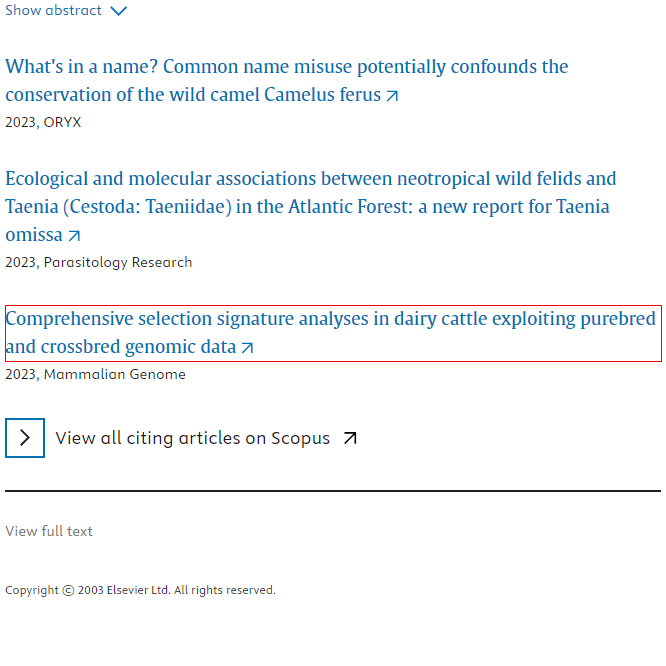 Show abstract
What's in a name? Common name misuse potentially confounds the
conservation of the wild camel Camelus ferus
2023, ORYX
Ecological and molecular associations between neotropical wild felids and
Taenia (Cestoda: Taeniidae) in the Atlantic Forest: a new report for Taenia
omissa
2023, Parasitology Research
Comprehensive selection signature analyses in dairy cattle exploiting purebred
and crossbred genomic data
2023, Mammalian Genome
View all citing articles on Scopus
View full text
Copyright © 2003 Elsevier Ltd. All rights reserved.